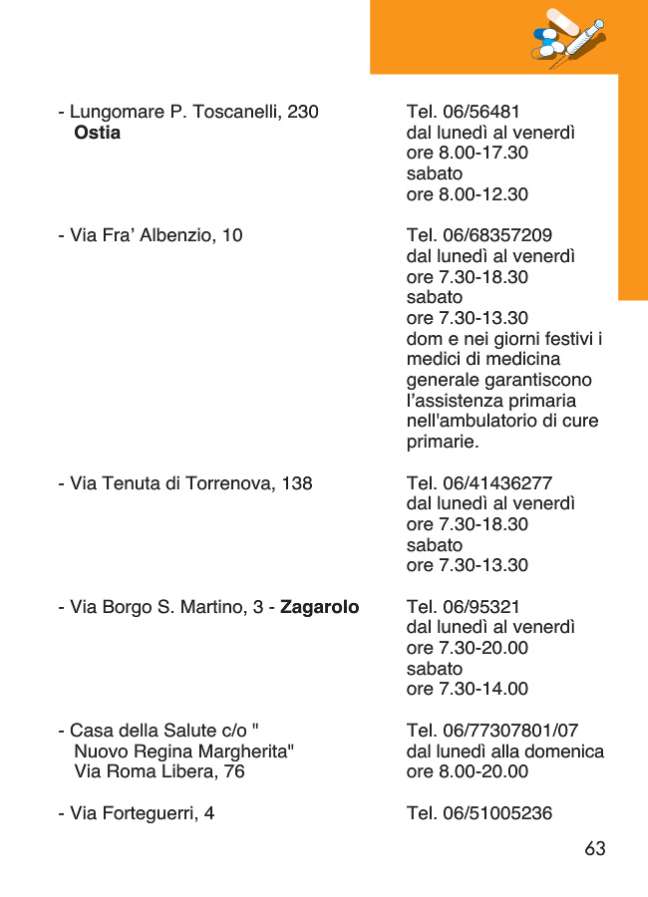 - Lungomare P. Toscanelli, 230
Ostia
Tel. 06/56481
dal lunedì al venerdì
ore 8.00-17.30
sabato
ore 8.00-12.30
- Via Fra’ Albenzio, 10
Tel. 06/68357209
dal lunedì al venerdì
ore 7.30-18.30
sabato
ore 7.30-13.30
dom e nei giorni festivi i
medici di medicina
generale garantiscono
l’assistenza primaria
nell'ambulatorio di cure
primarie.
- Via Tenuta di Torrenova, 138
Tel. 06/41436277
dal lunedì al venerdì
ore 7.30-18.30
sabato
ore 7.30-13.30
- Via Borgo S. Martino, 3 - Zagarolo
Tel. 06/95321
dal lunedì al venerdì
ore 7.30-20.00
sabato
ore 7.30-14.00
- Casa della Salute c/o "
Nuovo Regina Margherita"
Via Roma Libera, 76
Tel. 06/77307801/07
dal lunedì alla domenica
ore 8.00-20.00
- Via Forteguerri, 4
Tel. 06/51005236
63